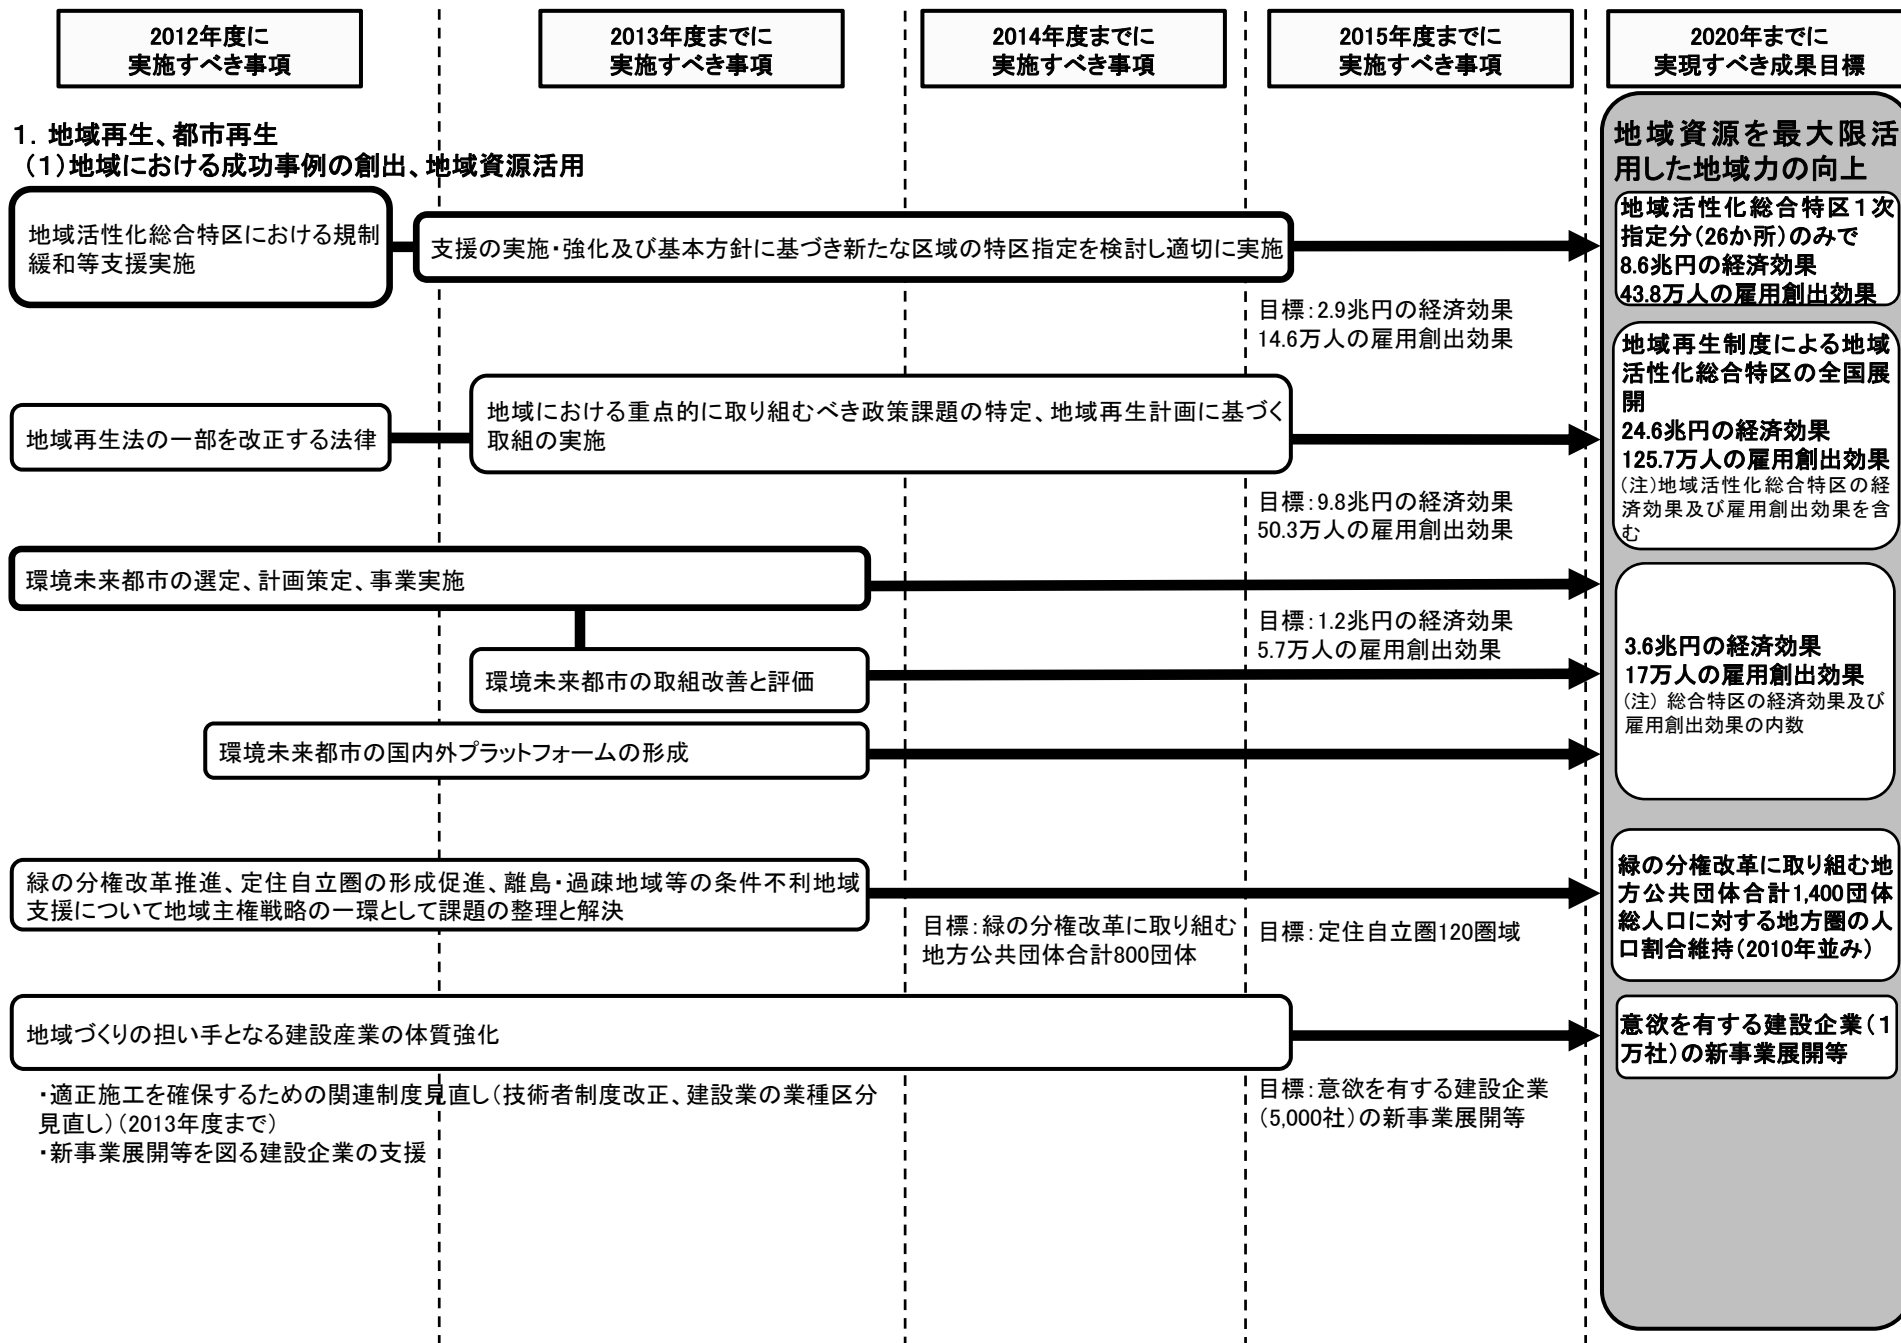 2012年度に
実施すべき事項
2013年度までに
実施すべき事項
2014年度までに
実施すべき事項
2015年度までに
実施すべき事項
2020年までに
実現すべき成果目標
1．地域再生、都市再生
（1）地域における成功事例の創出、地域資源活用
地域活性化総合特区における規制
緩和等支援実施
支援の実施・強化及び基本方針に基づき新たな区域の特区指定を検討し適切に実施
目標：2.9兆円の経済効果
14.6万人の雇用創出効果
地域再生法の一部を改正する法律
地域における重点的に取り組むべき政策課題の特定、地域再生計画に基づく
取組の実施
目標：9.8兆円の経済効果
50.3万人の雇用創出効果
環境未来都市の選定、計画策定、事業実施
目標：1.2兆円の経済効果
5.7万人の雇用創出効果
環境未来都市の取組改善と評価
環境未来都市の国内外プラットフォームの形成
緑の分権改革推進、定住自立圏の形成促進、離島・過疎地域等の条件不利地域
支援について地域主権戦略の一環として課題の整理と解決
目標：緑の分権改革に取り組む
地方公共団体合計800団体
目標：定住自立圏120圏域
地域づくりの担い手となる建設産業の体質強化
・適正施工を確保するための関連制度見直し（技術者制度改正、建設業の業種区分
見直し）（2013年度まで）
・新事業展開等を図る建設企業の支援
目標：意欲を有する建設企業
（5,000社）の新事業展開等
地域資源を最大限活
用した地域力の向上
地域活性化総合特区1次
指定分（26か所）のみで
8.6兆円の経済効果
43.8万人の雇用創出効果
地域再生制度による地域
活性化総合特区の全国展
開
24.6兆円の経済効果
125.7万人の雇用創出効果
（注）地域活性化総合特区の経
済効果及び雇用創出効果を含
む
3.6兆円の経済効果
17万人の雇用創出効果
（注） 総合特区の経済効果及び
雇用創出効果の内数
緑の分権改革に取り組む地
方公共団体合計1,400団体
総人口に対する地方圏の人
口割合維持（2010年並み）
意欲を有する建設企業（1
万社）の新事業展開等